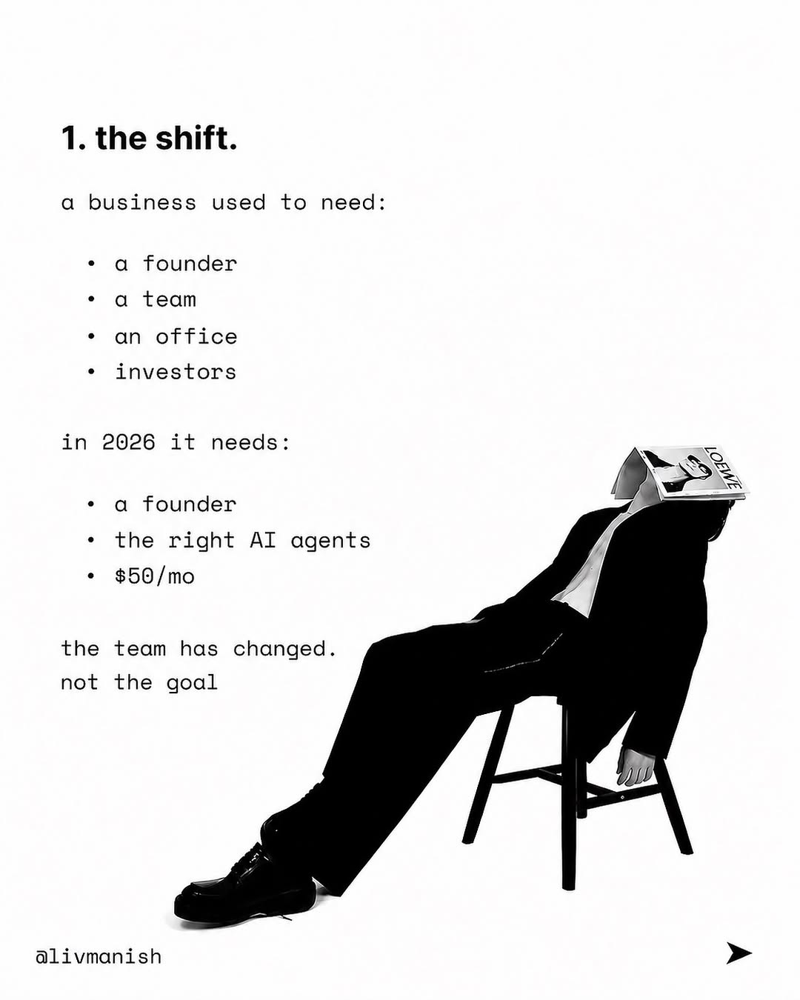 1. the shift.
a business used to need:
• a founder
• a team
• an office
• investors
in 2026 it needs:
• a founder
• the right AI agents
• $50/mo
the team has changed.
not the goal
LOEWE
@livmanish